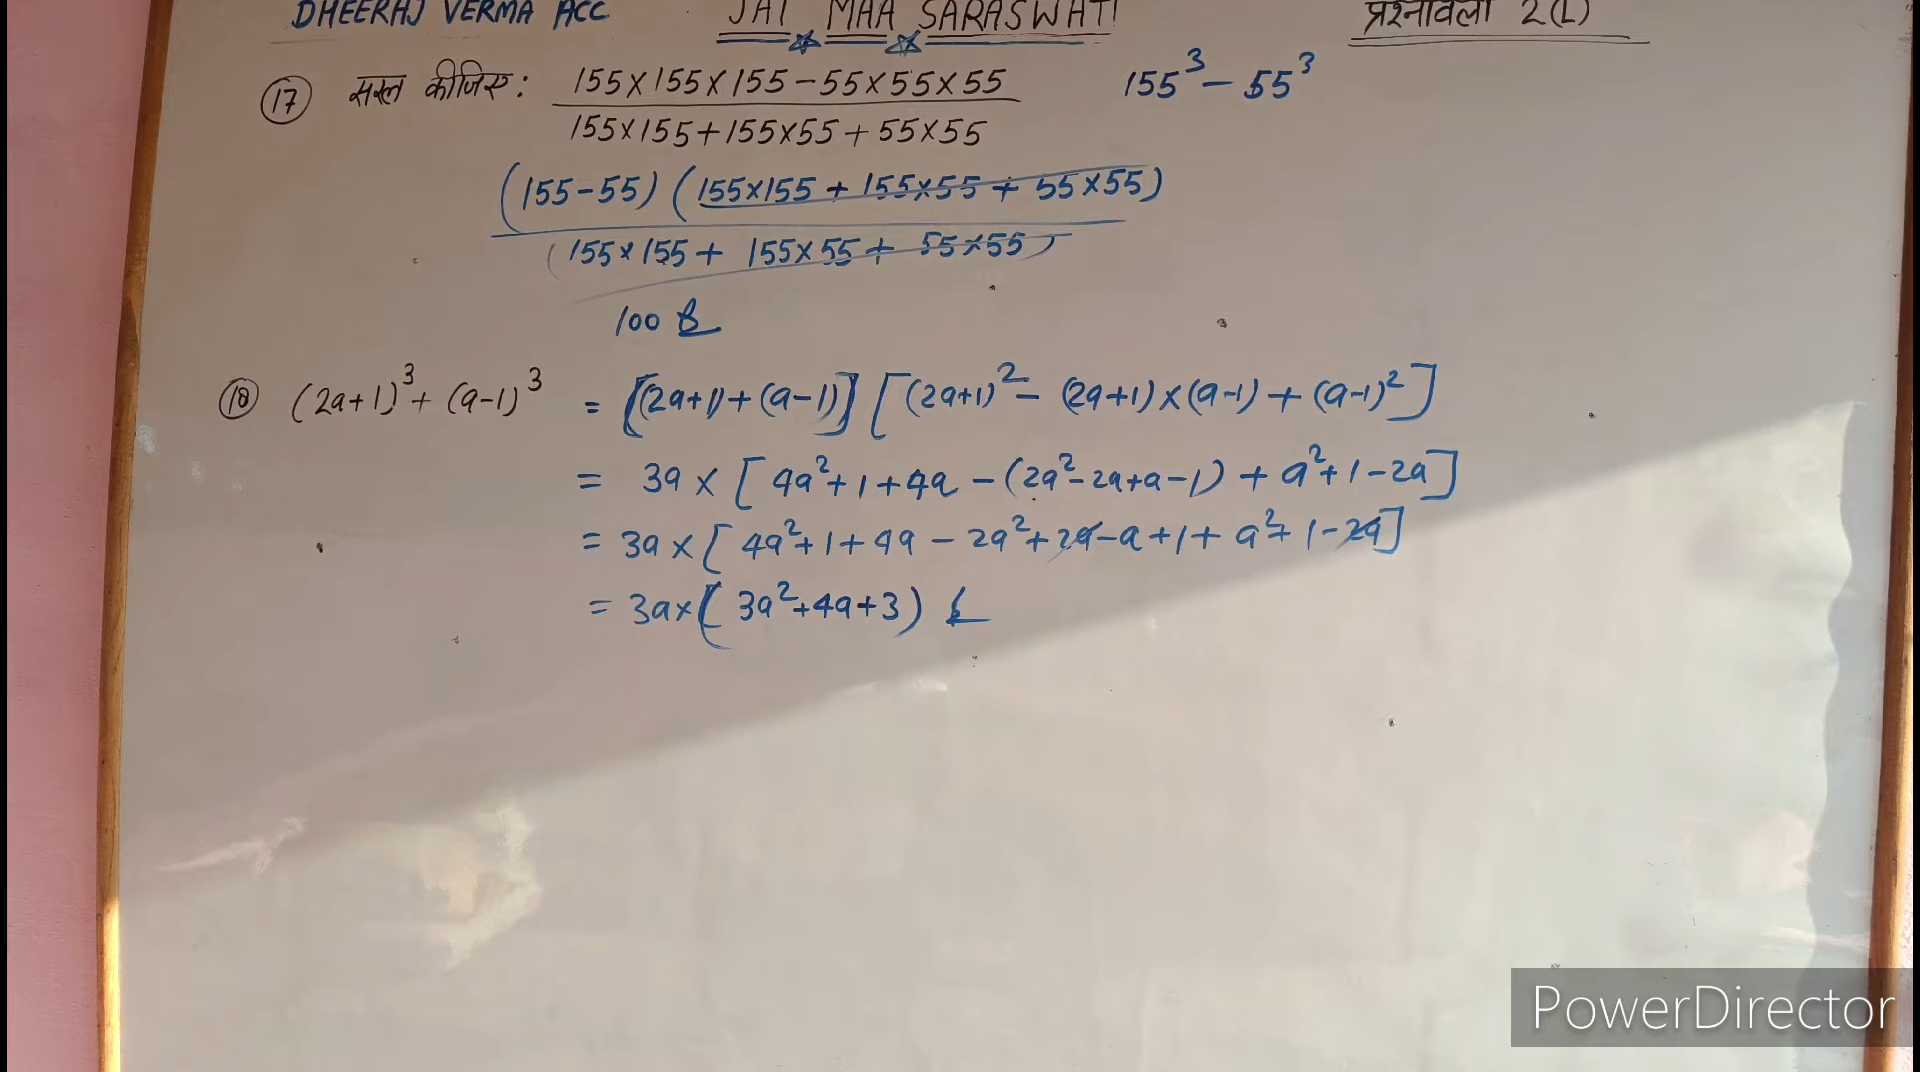 DHEERAJ VERMA ACC JAI MAA SARASWATI प्रश्नावली 2(L)
(17) सरल कीजिए: (155×155×155-55×55×55)/(155×155+155×55+55×55) 155³-55³
(155-55)(155×155+155×55+55×55)
(155×155+155×55+55×55)
100
(18) (2a+1)³+(a-1)³ = [(2a+1)+(a-1)][(2a+1)²-(2a+1)×(a-1)+(a-1)²]
= 3a×[4a²+1+4a-(2a²-2a+a-1)+a²+1-2a]
= 3a×[4a²+1+4a-2a²+2a-a+1+a²+1-2a]
= 3a×(3a²+4a+3)
PowerDirector